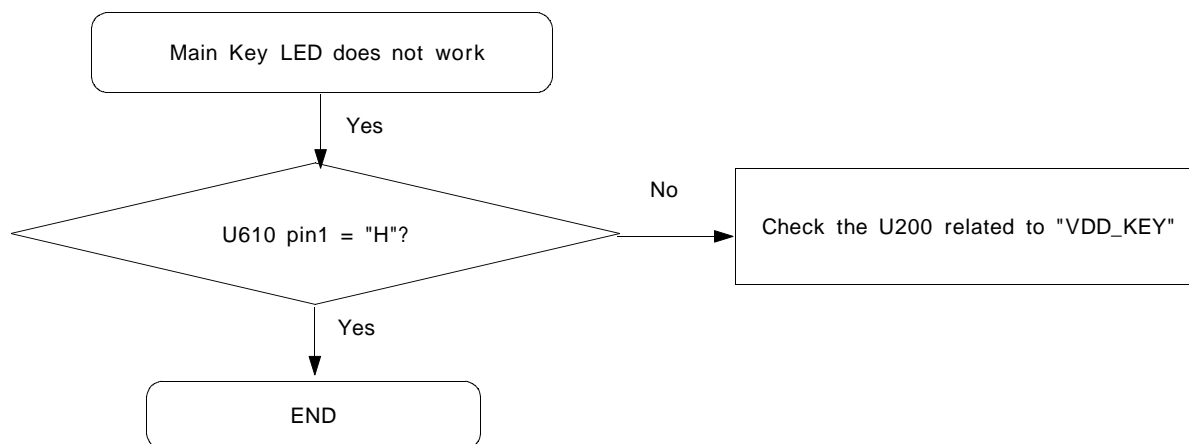 Main Key LED does not work
Yes
U610 pin1 = "H"?
No
Check the U200 related to "VDD_KEY"
Yes
END